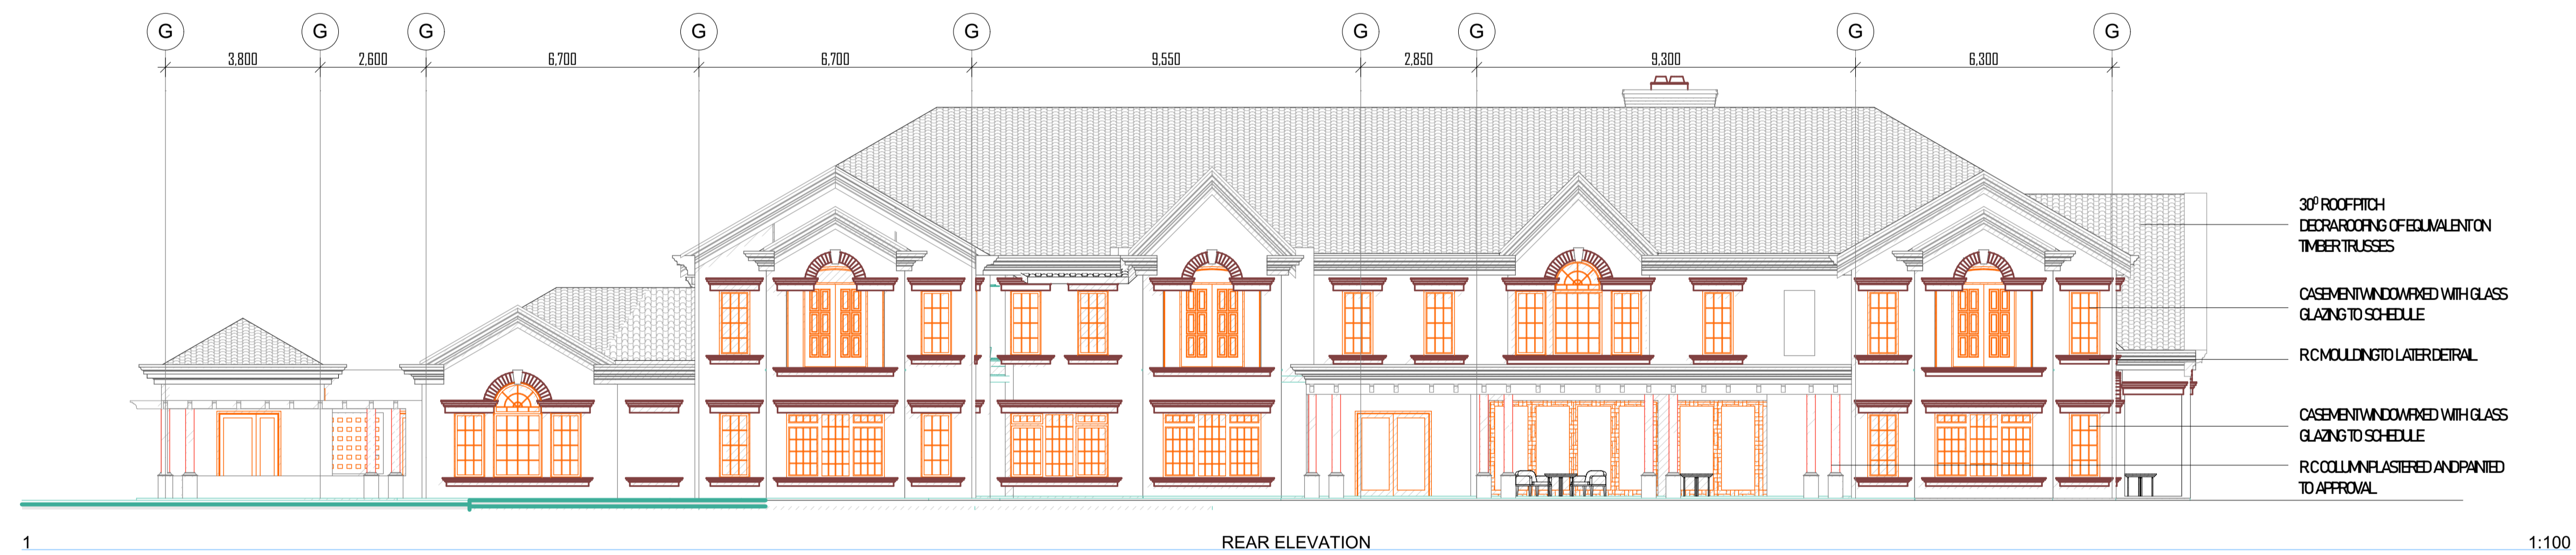 G G G G G G G G G
3,800 2,600 6,700 6,700 9,550 2,850 9,300 6,300
30⁰ ROOF PITCH
DECRA ROOFING OF EQUIVALENT ON
TIMBER TRUSSES
CASEMENT WINDOW FIXED WITH GLASS
GLAZING TO SCHEDULE
R C MOULDING TO LATER DETRAIL
CASEMENT WINDOW FIXED WITH GLASS
GLAZING TO SCHEDULE
R C COLUMN PLASTERED AND PAINTED
TO APPROVAL
1 REAR ELEVATION 1:100